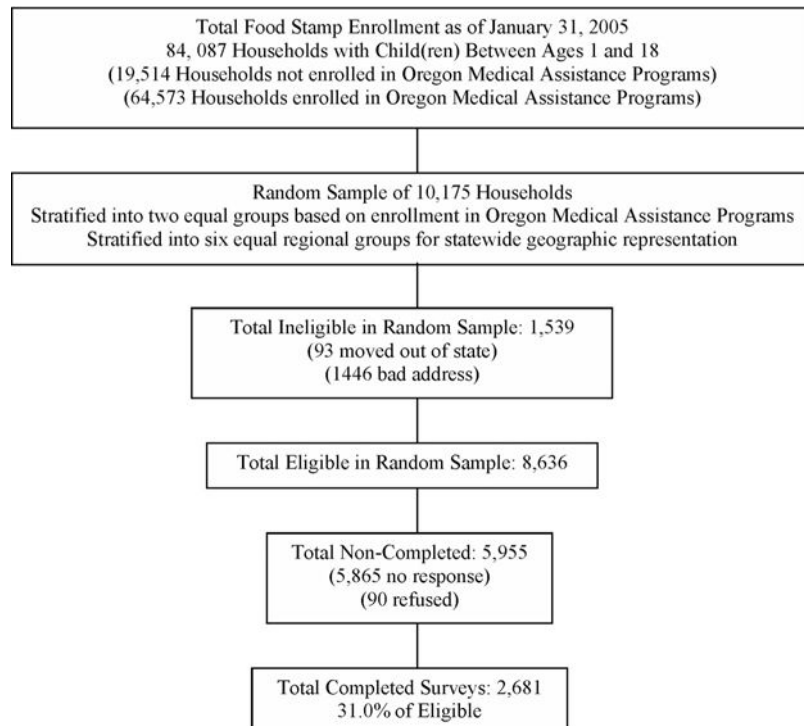 Total Food Stamp Enrollment as of January 31, 2005
84, 087 Households with Child(ren) Between Ages 1 and 18
(19,514 Households not enrolled in Oregon Medical Assistance Programs)
(64,573 Households enrolled in Oregon Medical Assistance Programs)
Random Sample of 10,175 Households
Stratified into two equal groups based on enrollment in Oregon Medical Assistance Programs
Stratified into six equal regional groups for statewide geographic representation
Total Ineligible in Random Sample: 1,539
(93 moved out of state)
(1446 bad address)
Total Eligible in Random Sample: 8,636
Total Non-Completed: 5,955
(5,865 no response)
(90 refused)
Total Completed Surveys: 2,681
31.0% of Eligible